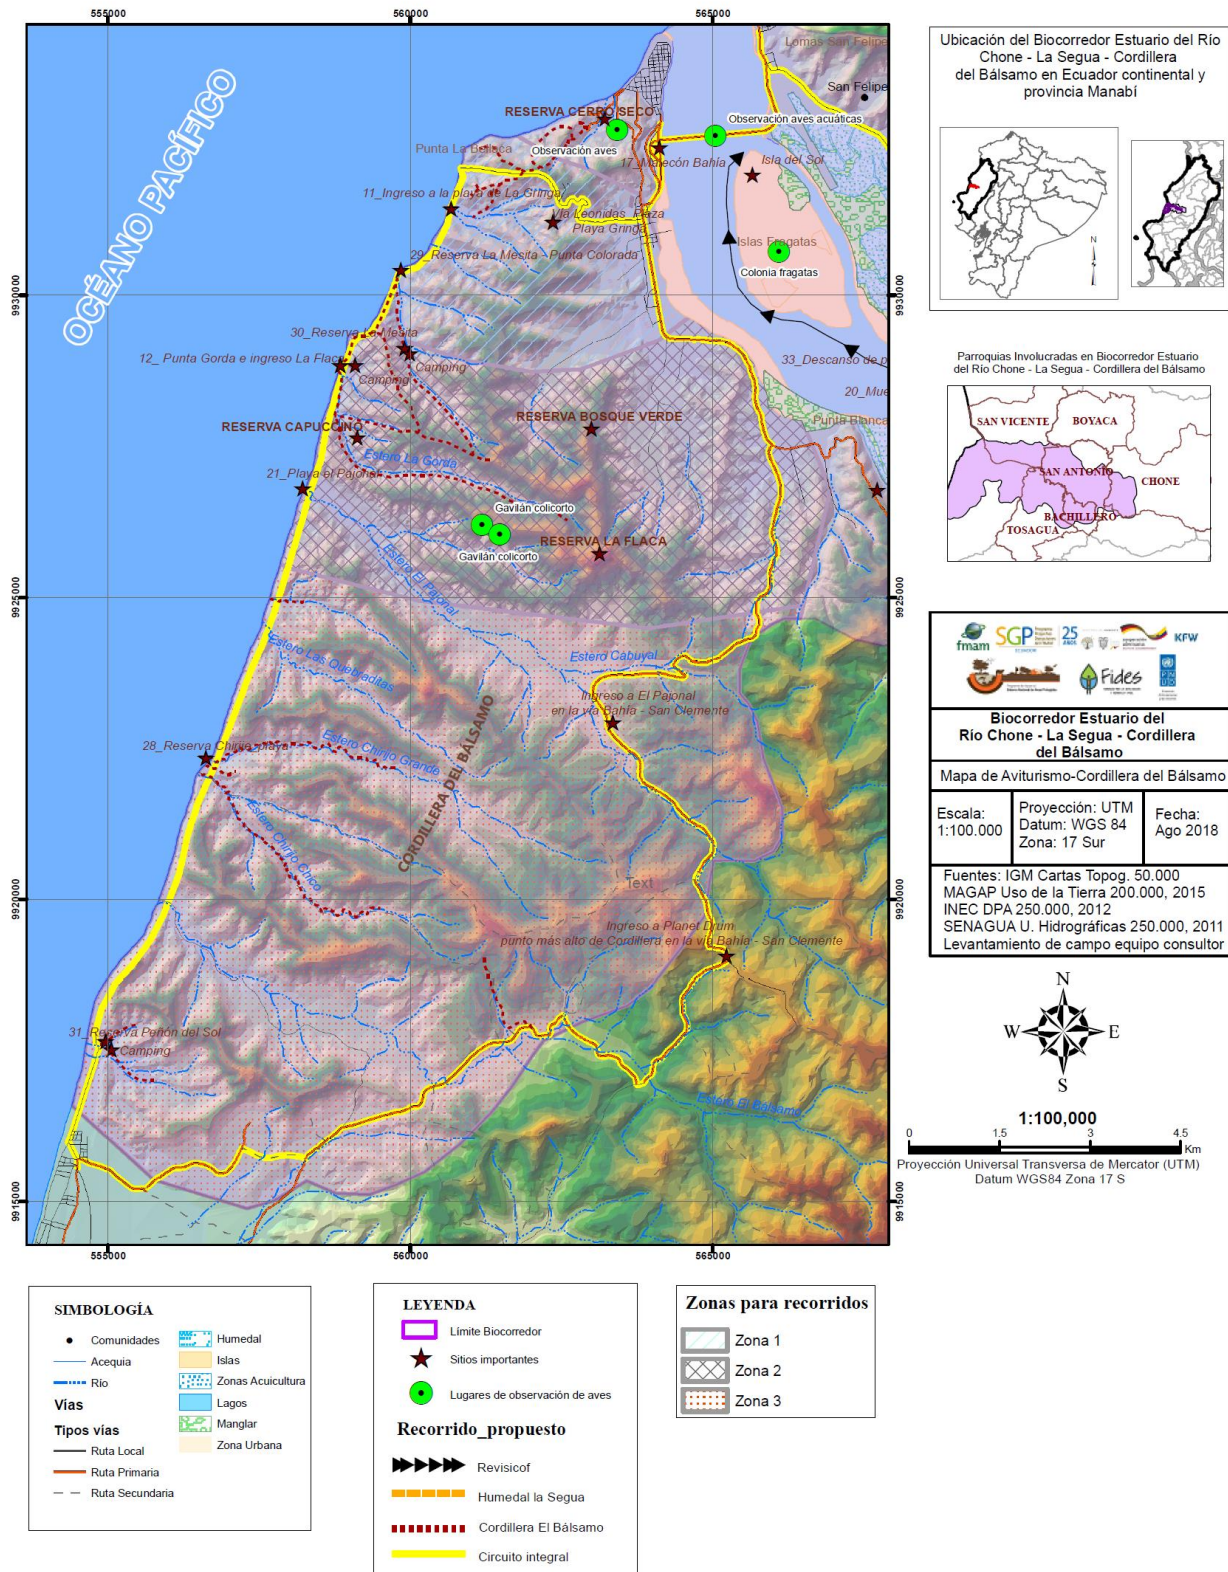 555000
560000
565000
9930000
9925000
9920000
9915000
9930000
9925000
9920000
9915000
OCÉANO PACÍFICO
Lomas San Felipe
San Felipe
RESERVA CERRO SECO
Observación aves acuáticas
Observación aves
Punta La Bellaca
17_Malecón Bahía
Isla del Sol
11_Ingreso a la playa de La Gringa
Vía Leonidas Plaza
Playa Gringa
Islas Fragatas
29_Reserva La Mesita - Punta Colorada
Colonia fragatas
30_Reserva La Mesita
12_ Punta Gorda e ingreso La Flaca
Camping
Camping
33_Descanso de p
20_Mue
RESERVA BOSQUE VERDE
Punta Blanca
RESERVA CAPUCCINO
Estero La Gorda
21_Playa el Pajonal
Gavilán colicorto
RESERVA LA FLACA
Gavilán colicorto
Estero El Pajonal
Estero Las Quebraditas
Estero Cabuyal
Ingreso a El Pajonal
en la vía Bahía - San Clemente
28_Reserva Chirije-playa
Estero Chirijo Grande
CORDILLERA DEL BÁLSAMO
Estero Chirijo Chico
Text
Ingreso a Planet Drum
punto más alto de Cordillera en la vía Bahía - San Clemente
31_Reserva Peñón del Sol
Camping
Estero El Bálsamo
555000
560000
565000
Ubicación del Biocorredor Estuario del Río
Chone - La Segua - Cordillera
del Bálsamo en Ecuador continental y
provincia Manabí
N
Parroquias Involucradas en Biocorredor Estuario
del Río Chone - La Segua - Cordillera del Bálsamo
SAN VICENTE
BOYACA
SAN ANTONIO
CHONE
BACHILLERO
TOSAGUA
fmam
SGP
25
AÑOS
KFW
Fides
PN
UD
Biocorredor Estuario del
Río Chone - La Segua - Cordillera
del Bálsamo
Mapa de Aviturismo-Cordillera del Bálsamo
Escala:
1:100.000
Proyección: UTM
Datum: WGS 84
Zona: 17 Sur
Fecha:
Ago 2018
Fuentes: IGM Cartas Topog. 50.000
MAGAP Uso de la Tierra 200.000, 2015
INEC DPA 250.000, 2012
SENAGUA U. Hidrográficas 250.000, 2011
Levantamiento de campo equipo consultor
N
W
E
S
1:100,000
0
1.5
3
4.5
Km
Proyección Universal Transversa de Mercator (UTM)
Datum WGS84 Zona 17 S
SIMBOLOGÍA
Comunidades
Acequia
Río
Vías
Tipos vías
Ruta Local
Ruta Primaria
Ruta Secundaria
Humedal
Islas
Zonas Acuicultura
Lagos
Manglar
Zona Urbana
LEYENDA
Límite Biocorredor
Sitios importantes
Lugares de observación de aves
Recorrido_propuesto
Revisicof
Humedal la Segua
Cordillera El Bálsamo
Circuito integral
Zonas para recorridos
Zona 1
Zona 2
Zona 3